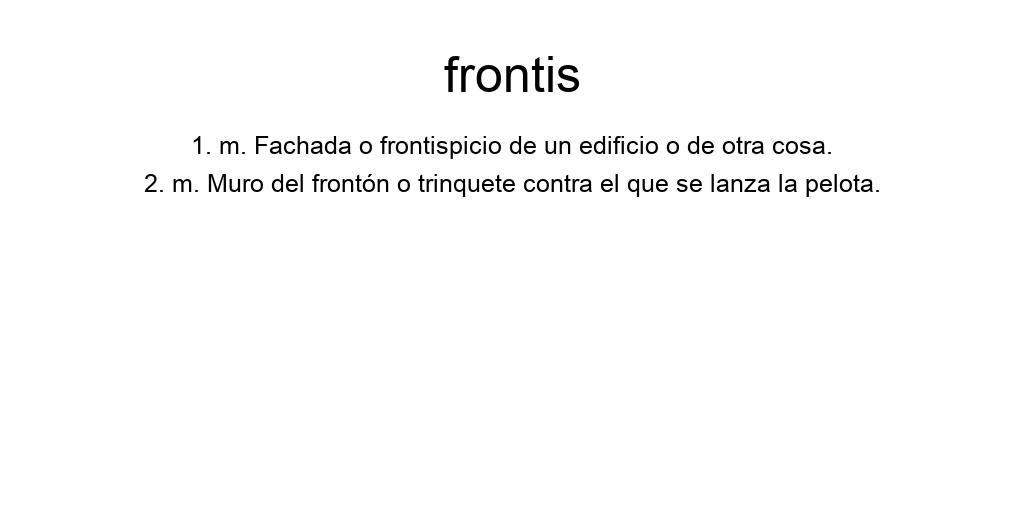 frontis
1. m. Fachada o frontispicio de un edificio o de otra cosa.
2. m. Muro del frontón o trinquete contra el que se lanza la pelota.